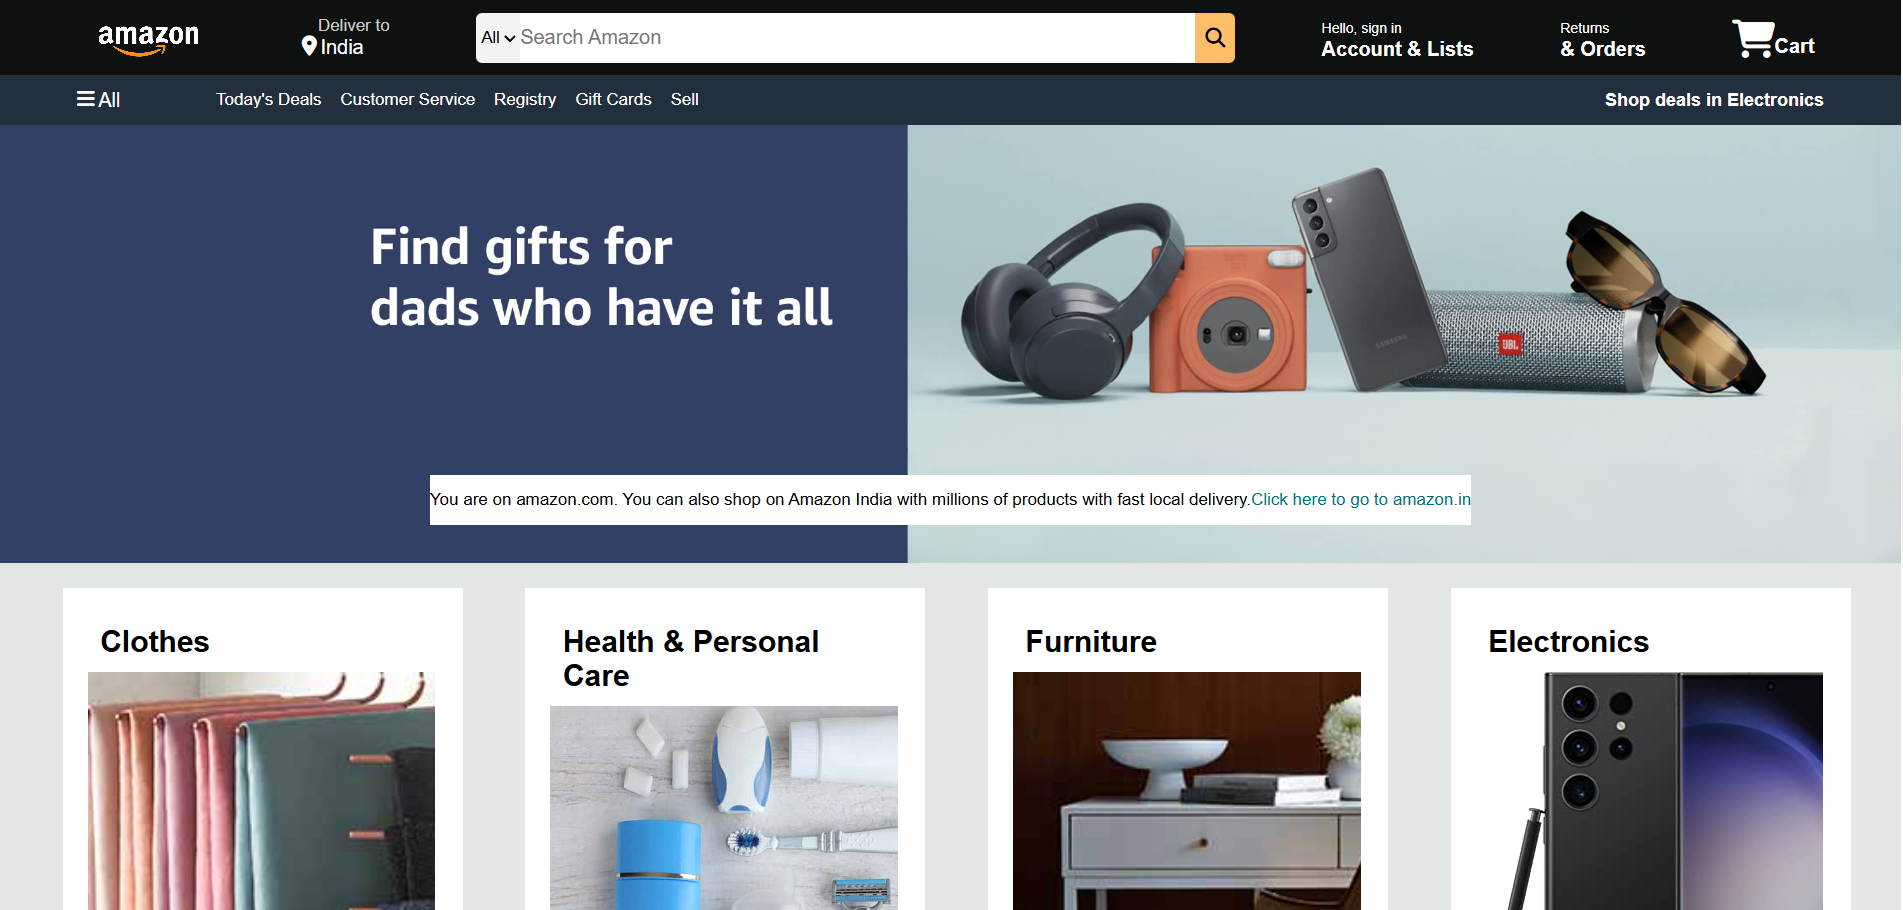 amazon
Deliver to
India
All
Search Amazon
Hello, sign in
Account & Lists
Returns
& Orders
Cart
All
Today's Deals
Customer Service
Registry
Gift Cards
Sell
Shop deals in Electronics
Find gifts for
dads who have it all
SAMSUNG
JBL
You are on amazon.com. You can also shop on Amazon India with millions of products with fast local delivery.Click here to go to amazon.in
Clothes
Health & Personal
Care
Furniture
Electronics